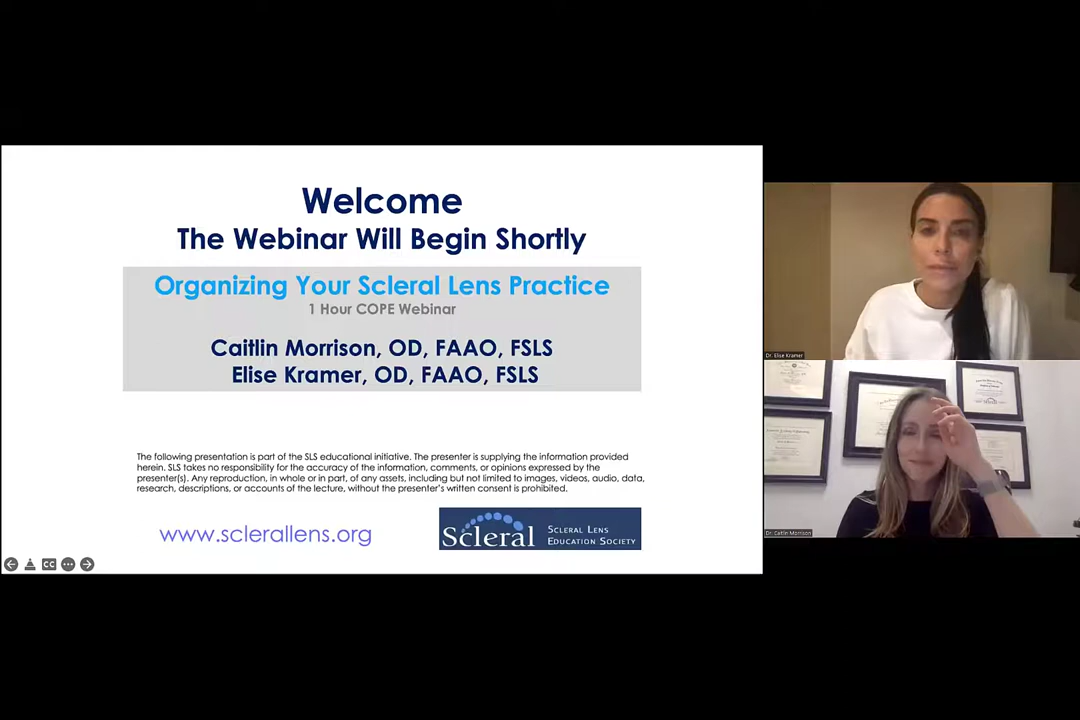 Welcome
The Webinar Will Begin Shortly
Organizing Your Scleral Lens Practice
1 Hour COPE Webinar
Caitlin Morrison, OD, FAAO, FSLS
Elise Kramer, OD, FAAO, FSLS
The following presentation is part of the SLS educational initiative. The presenter is supplying the information provided
herein. SLS takes no responsibility for the accuracy of the information, comments, or opinions expressed by the
presenter(s). Any reproduction, in whole or in part, of any assets, including but not limited to images, videos, audio, data,
research, descriptions, or accounts of the lecture, without the presenter's written consent is prohibited.
www.sclerallens.org
Scleral
SCLERAL LENS
EDUCATION SOCIETY
CC
Dr. Elise Kramer
Dr. Caitlin Morrison